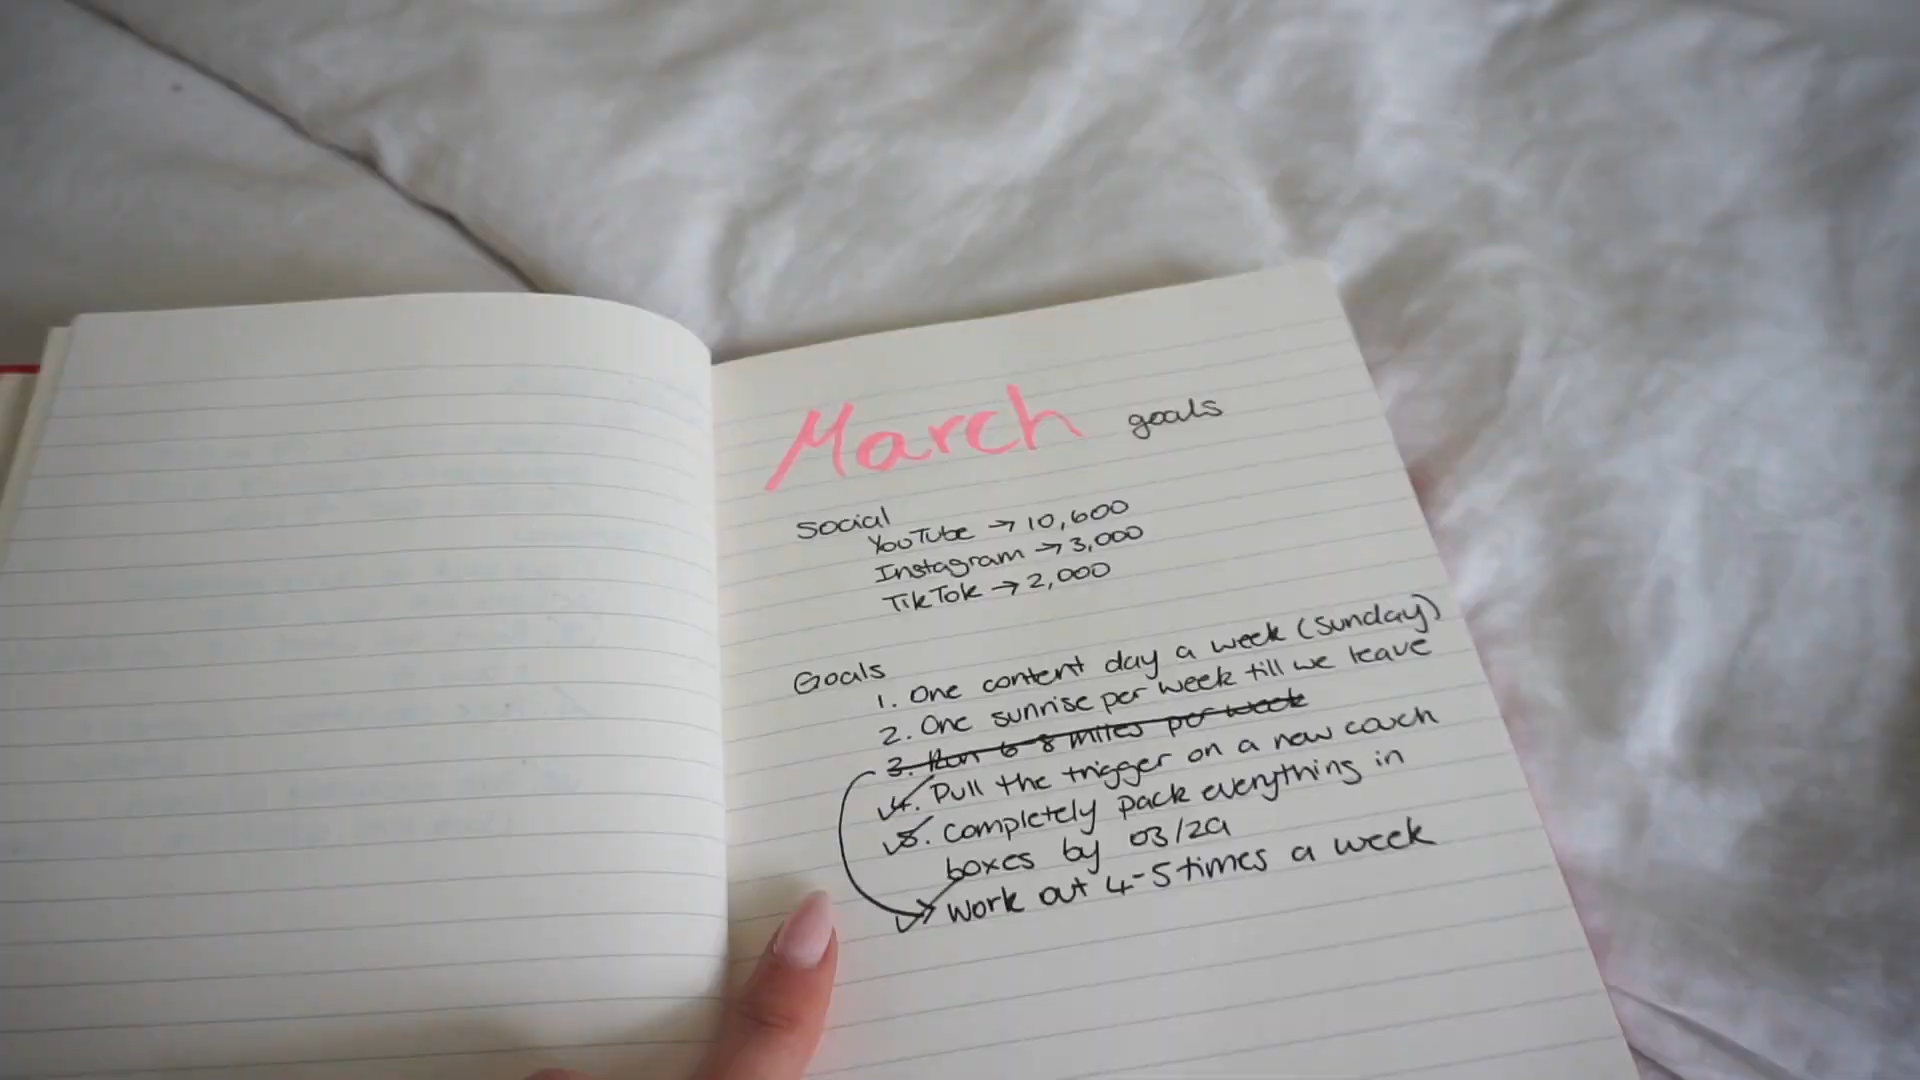 March goals
Social
YouTube → 10,600
Instagram → 3,000
TikTok → 2,000
Goals
1. One content day a week (Sunday)
2. One sunrise per week till we leave
3. Run 6-8 miles per week
4. Pull the trigger on a new couch
5. completely pack everything in
boxes by 03/29
→ work out 4-5 times a week